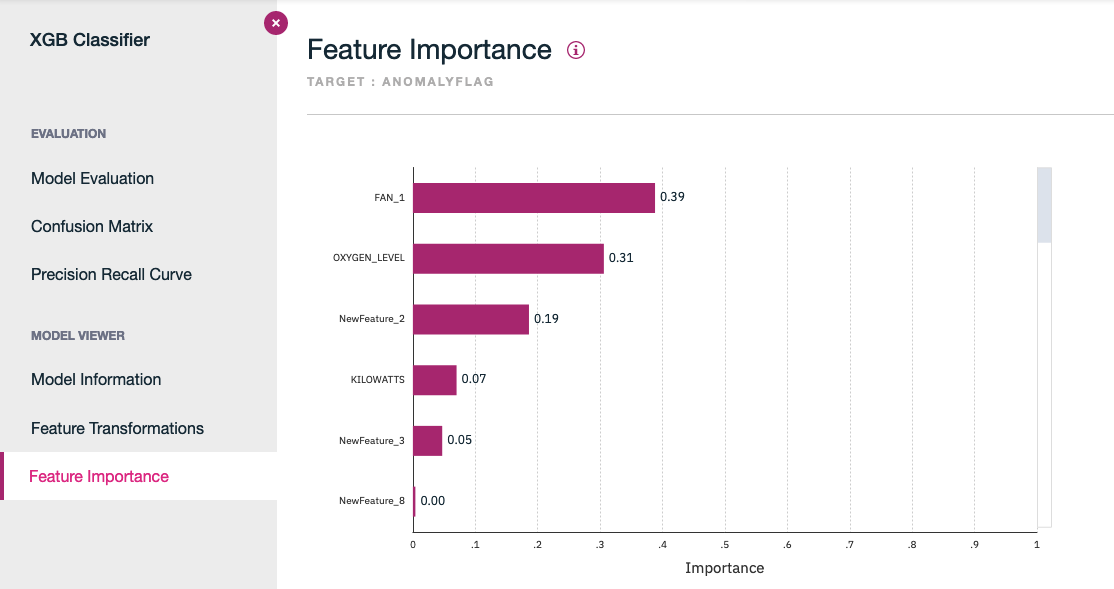 XGB Classifier
EVALUATION
Model Evaluation
Confusion Matrix
Precision Recall Curve
MODEL VIEWER
Model Information
Feature Transformations
Feature Importance
Feature Importance
TARGET : ANOMALYFLAG
FAN_1 0.39
OXYGEN_LEVEL 0.31
NewFeature_2 0.19
KILOWATTS 0.07
NewFeature_3 0.05
NewFeature_8 0.00
0 .1 .2 .3 .4 .5 .6 .7 .8 .9 1
Importance